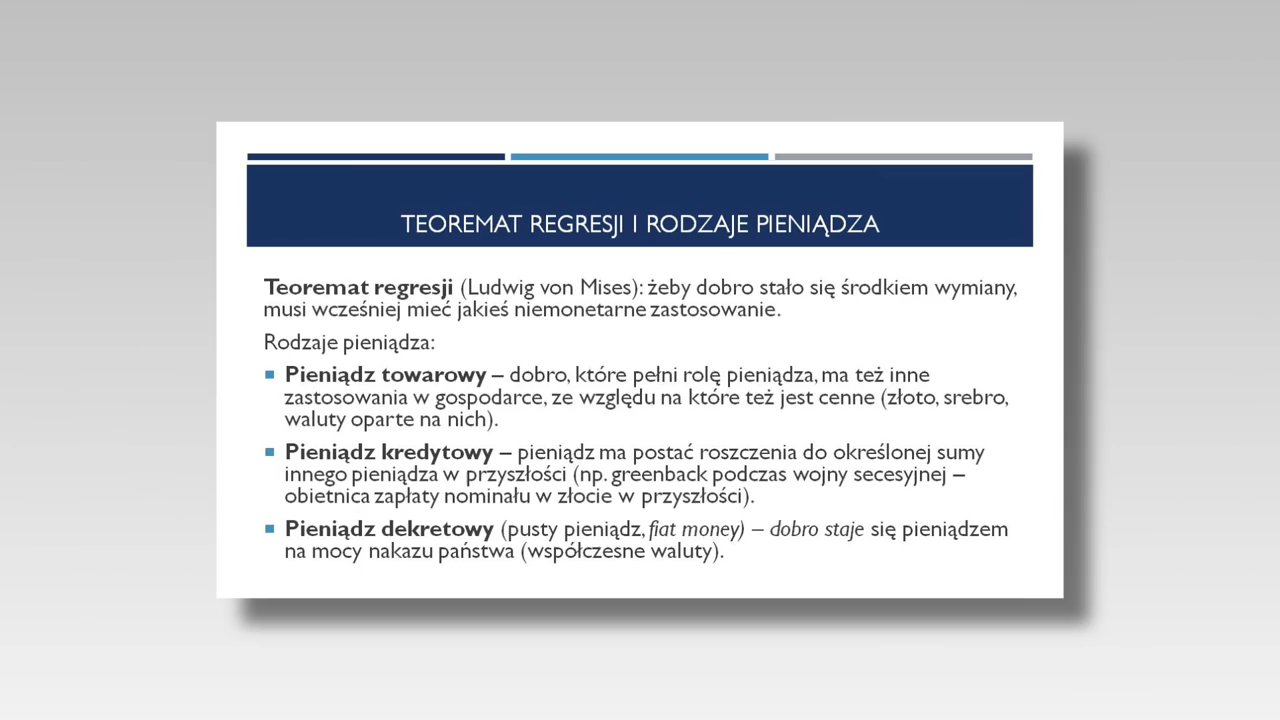 TEOREMAT REGRESJI I RODZAJE PIENIĄDZA
Teoremat regresji (Ludwig von Mises): żeby dobro stało się środkiem wymiany,
musi wcześniej mieć jakieś niemonetarne zastosowanie.
Rodzaje pieniądza:
Pieniądz towarowy – dobro, które pełni rolę pieniądza, ma też inne
zastosowania w gospodarce, ze względu na które też jest cenne (złoto, srebro,
waluty oparte na nich).
Pieniądz kredytowy – pieniądz ma postać roszczenia do określonej sumy
innego pieniądza w przyszłości (np. greenback podczas wojny secesyjnej –
obietnica zapłaty nominału w złocie w przyszłości).
Pieniądz dekretowy (pusty pieniądz, fiat money) – dobro staje się pieniądzem
na mocy nakazu państwa (współczesne waluty).